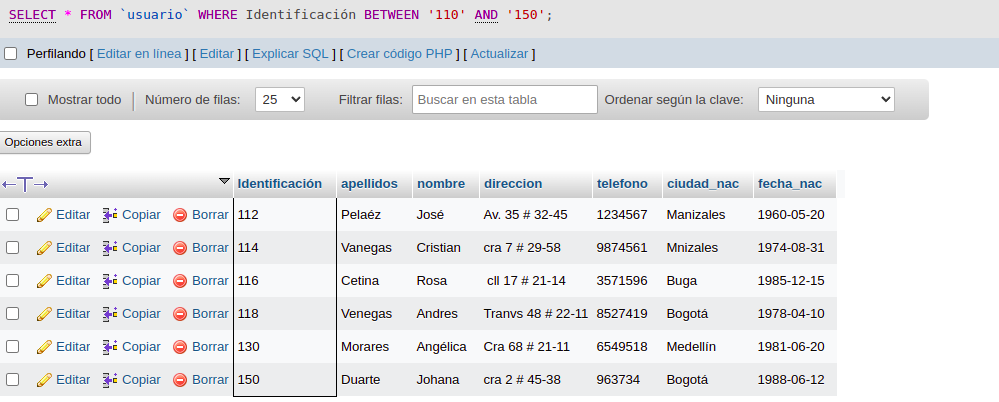 SELECT * FROM `usuario` WHERE Identificación BETWEEN '110' AND '150';
Perfilando [ Editar en línea ] [ Editar ] [ Explicar SQL ] [ Crear código PHP ] [ Actualizar ]
Mostrar todo Número de filas: 25 Filtrar filas: Buscar en esta tabla Ordenar según la clave: Ninguna
Opciones extra
←T→ Identificación apellidos nombre direccion telefono ciudad_nac fecha_nac
Editar Copiar Borrar 112 Pelaéz José Av. 35 # 32-45 1234567 Manizales 1960-05-20
Editar Copiar Borrar 114 Vanegas Cristian cra 7 # 29-58 9874561 Mnizales 1974-08-31
Editar Copiar Borrar 116 Cetina Rosa cll 17 # 21-14 3571596 Buga 1985-12-15
Editar Copiar Borrar 118 Venegas Andres Tranvs 48 # 22-11 8527419 Bogotá 1978-04-10
Editar Copiar Borrar 130 Morares Angélica Cra 68 # 21-11 6549518 Medellín 1981-06-20
Editar Copiar Borrar 150 Duarte Johana cra 2 # 45-38 963734 Bogotá 1988-06-12